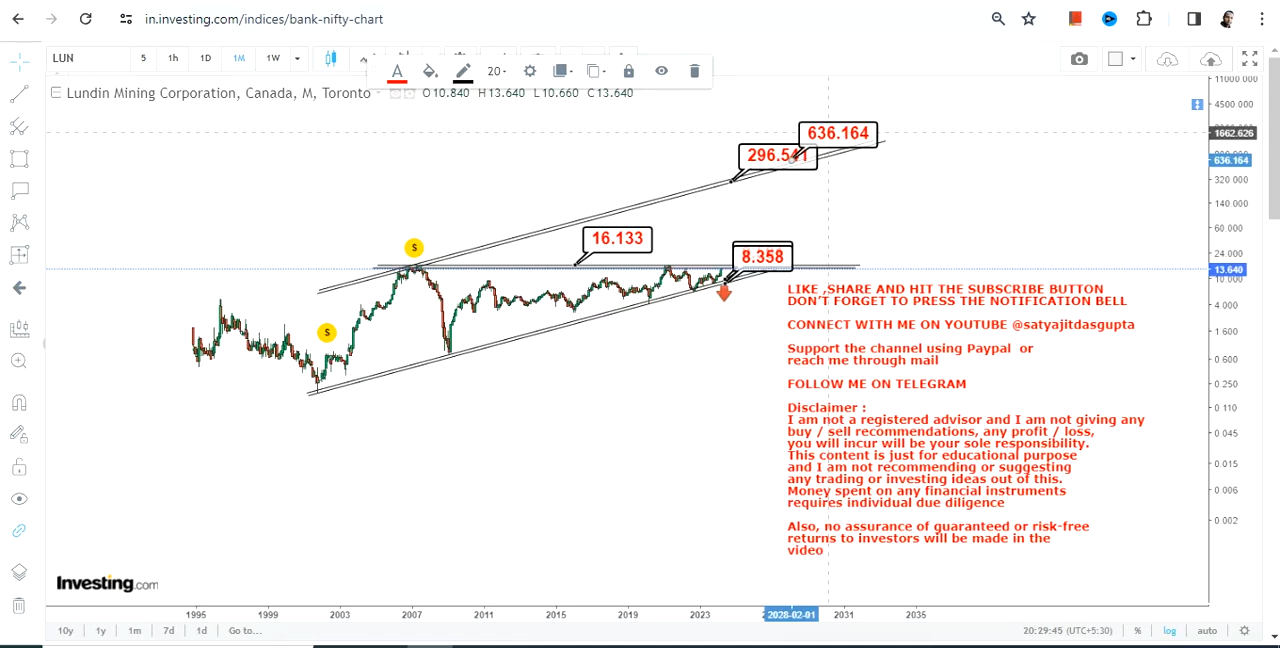 in.investing.com/indices/bank-nifty-chart
LUN
5
1h
1D
1M
1W
20
Lundin Mining Corporation, Canada, M, Toronto
O10.840 H13.640 L10.660 C13.640
11000 000
4500 000
1662.626
636.164
320 000
140 000
60 000
24 000
13.640
10 000
4 000
1 600
0 600
0 250
0 110
0 045
0 015
0 006
0 002
636.164
296.541
16.133
8.358
$
$
LIKE ,SHARE AND HIT THE SUBSCRIBE BUTTON
DON'T FORGET TO PRESS THE NOTIFICATION BELL
CONNECT WITH ME ON YOUTUBE @satyajitdasgupta
Support the channel using Paypal or
reach me through mail
FOLLOW ME ON TELEGRAM
Disclaimer :
I am not a registered advisor and I am not giving any
buy / sell recommendations, any profit / loss,
you will incur will be your sole responsibility.
This content is just for educational purpose
and I am not recommending or suggesting
any trading or investing ideas out of this.
Money spent on any financial instruments
requires individual due diligence
Also, no assurance of guaranteed or risk-free
returns to investors will be made in the
video
Investing.com
1995
1999
2003
2007
2011
2015
2019
2023
2028-02-01
2031
2035
10y
1y
1m
7d
1d
Go to...
20:29:45 (UTC+5:30)
%
log
auto